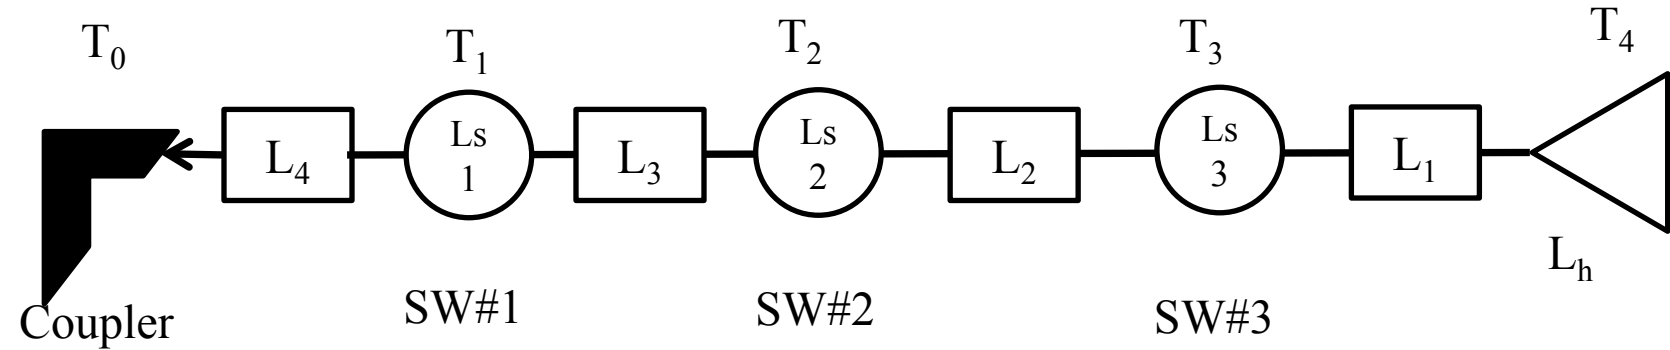 T₀ T₁ T₂ T₃ T₄
L₄ Ls 1 L₃ Ls 2 L₂ Ls 3 L₁
Lₕ
Coupler SW#1 SW#2 SW#3